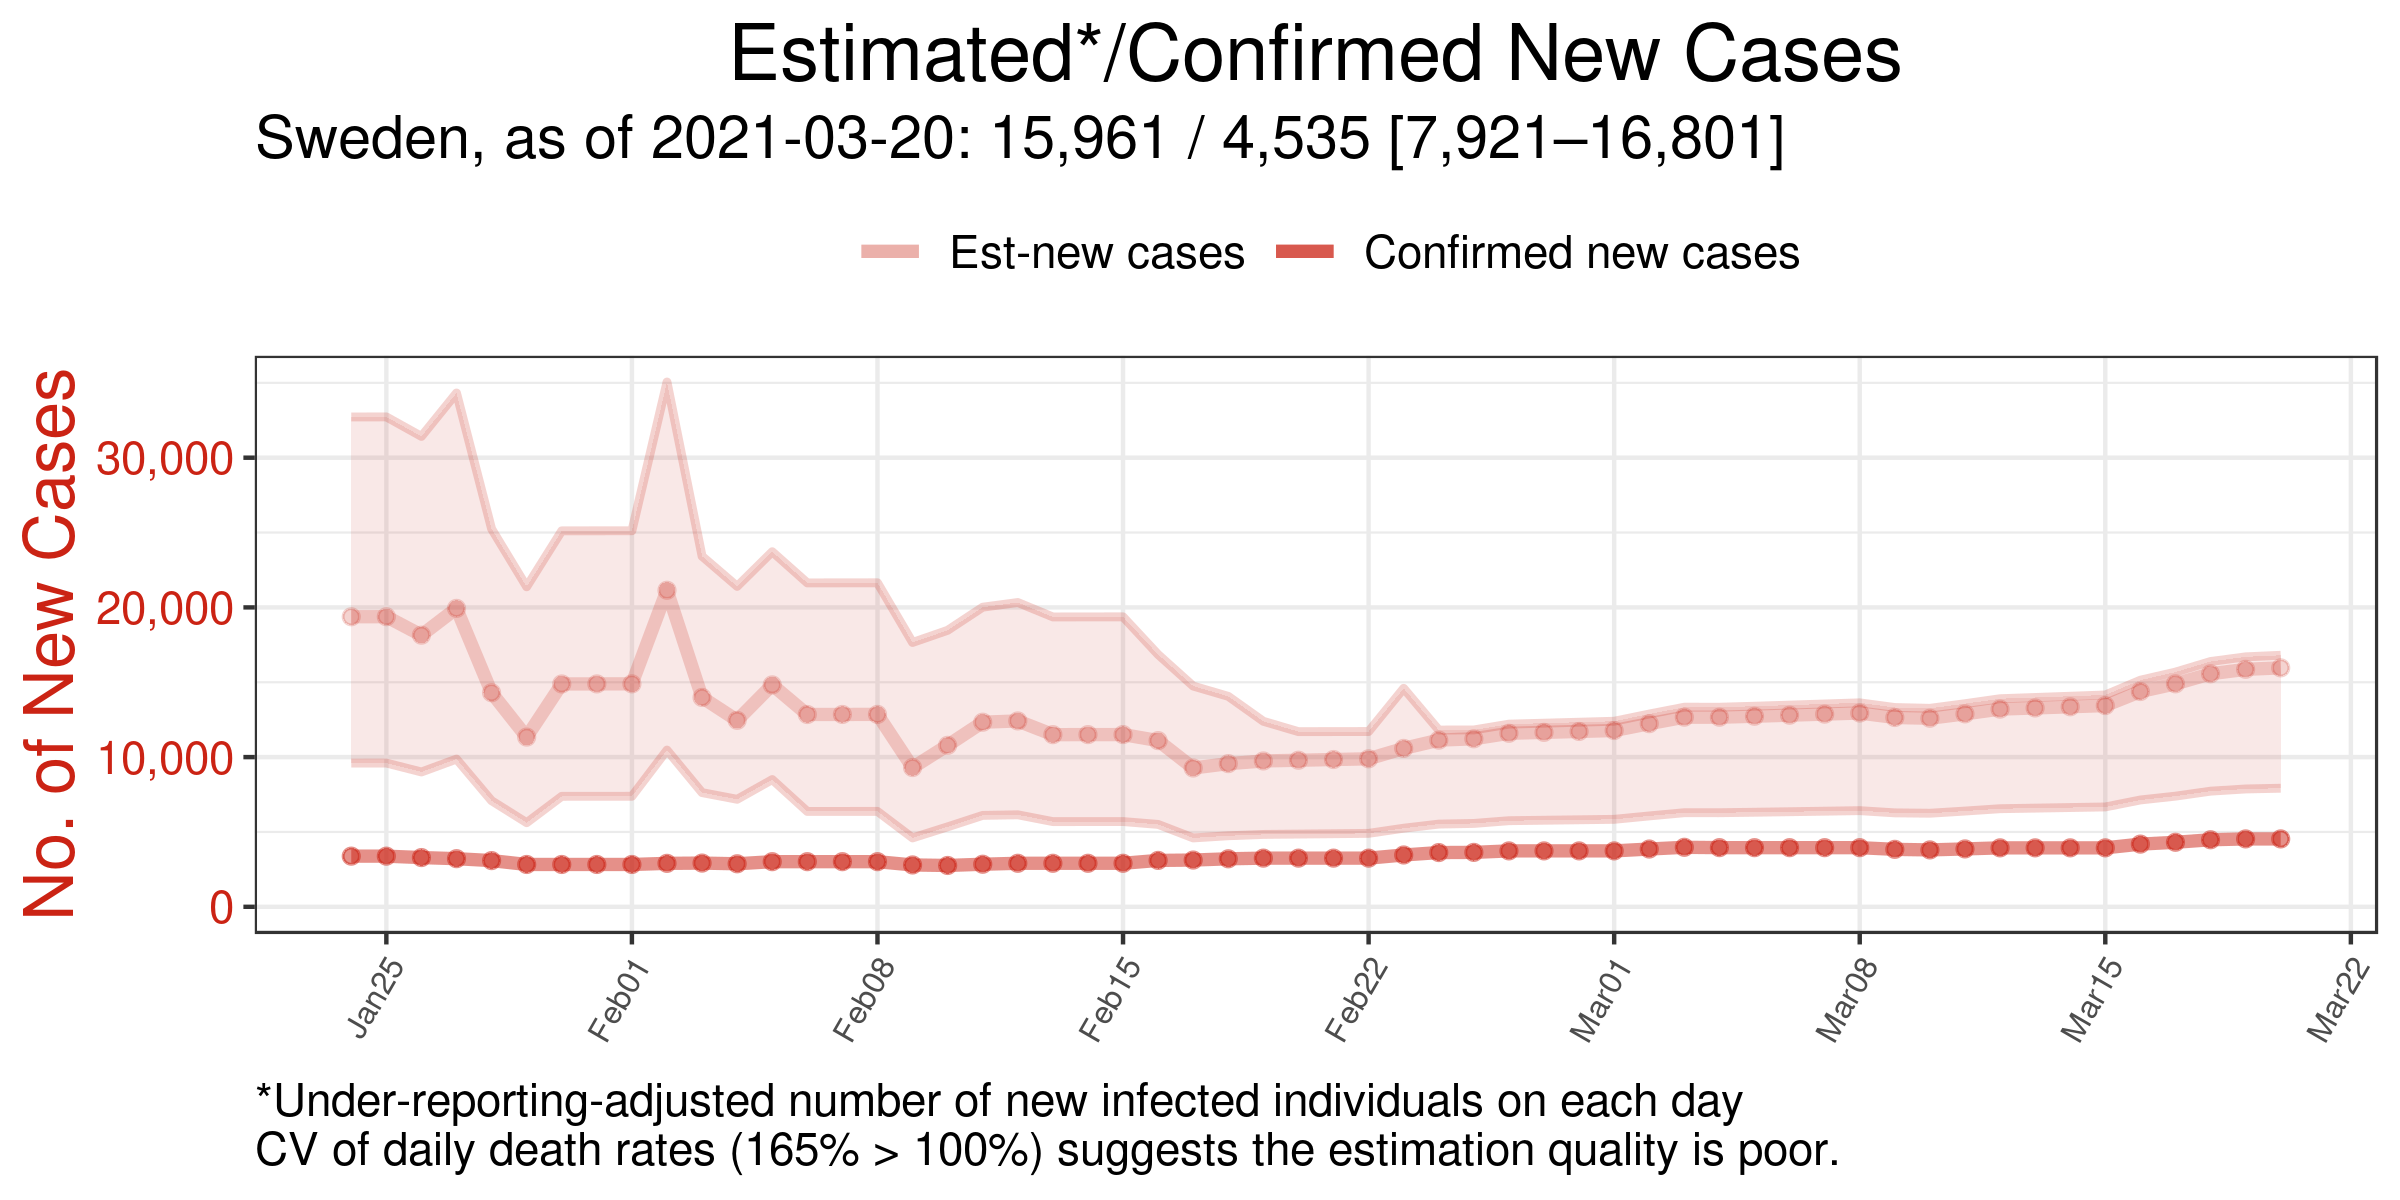 Estimated*/Confirmed New Cases
Sweden, as of 2021-03-20: 15,961 / 4,535 [7,921–16,801]
Est-new cases
Confirmed new cases
No. of New Cases
30,000
20,000
10,000
0
Jan25
Feb01
Feb08
Feb15
Feb22
Mar01
Mar08
Mar15
Mar22
*Under-reporting-adjusted number of new infected individuals on each day
CV of daily death rates (165% > 100%) suggests the estimation quality is poor.